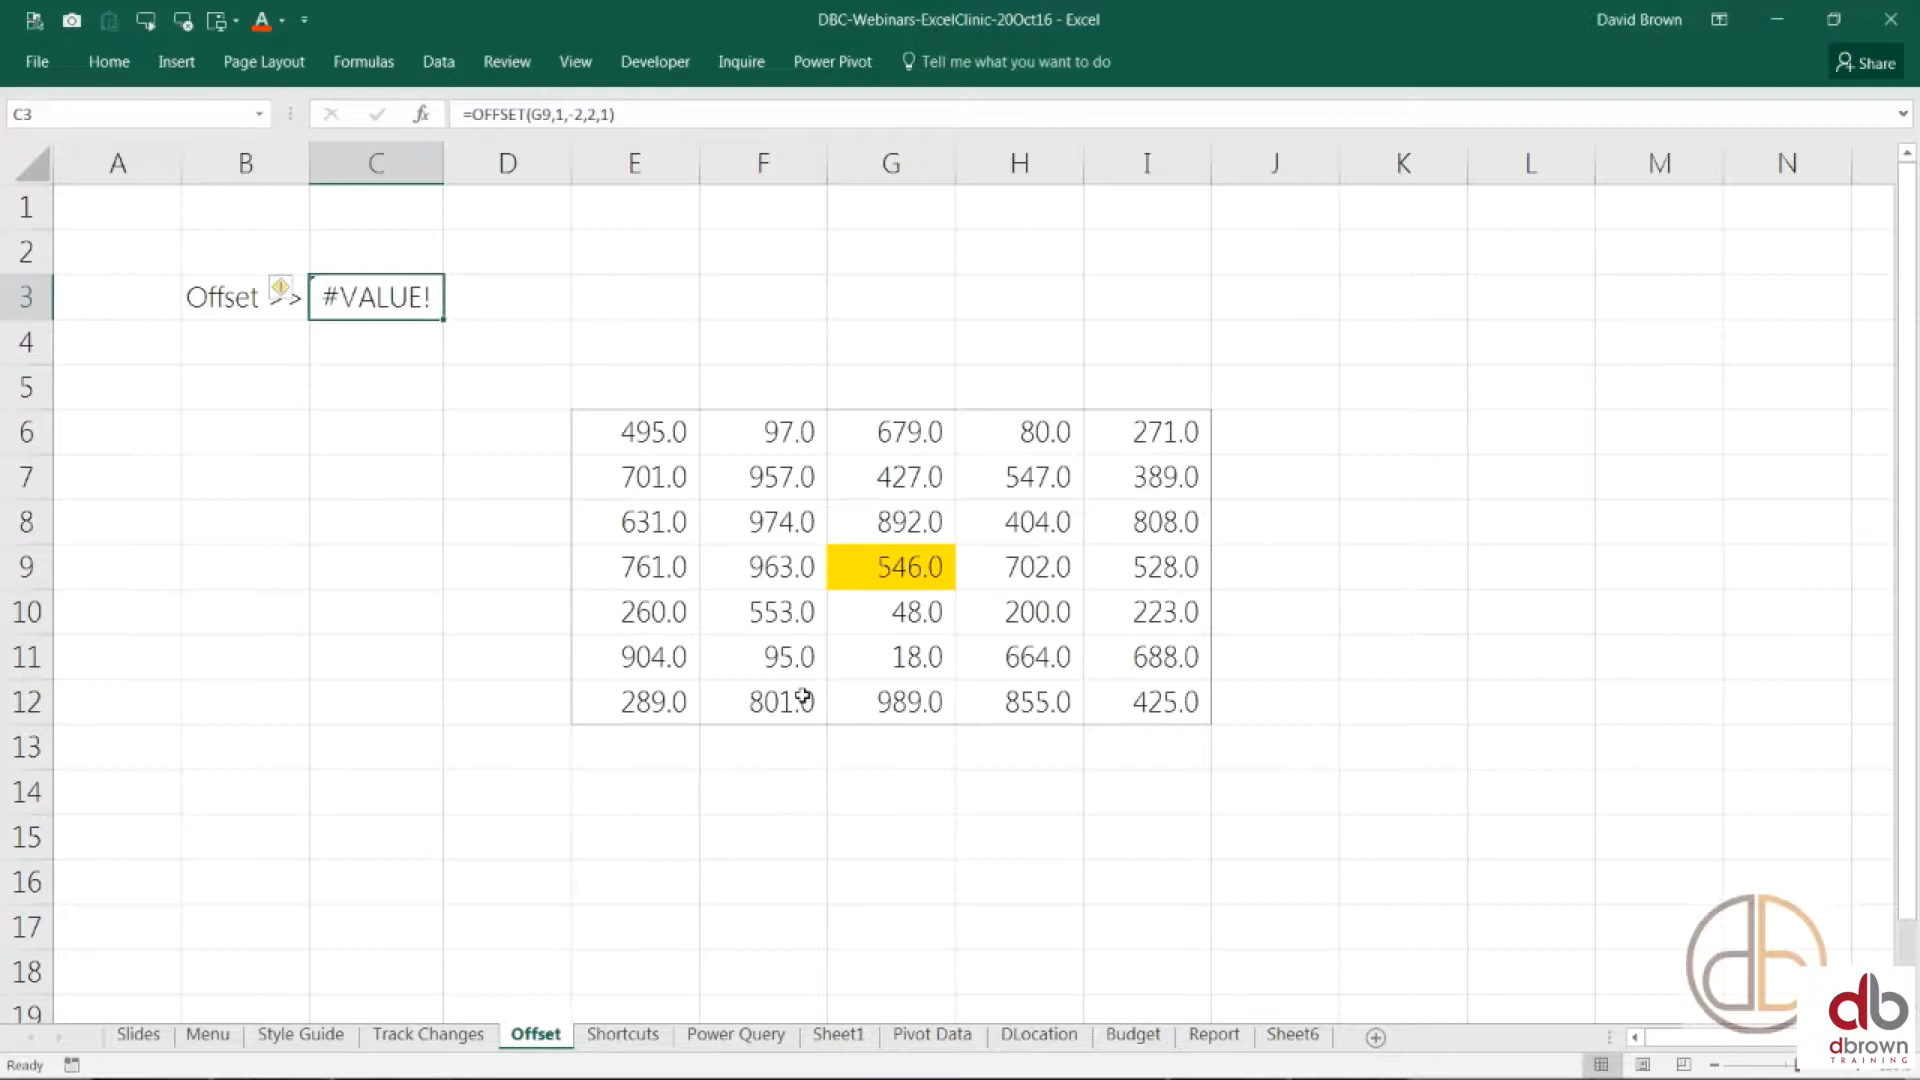 DBC-Webinars-ExcelClinic-20Oct16 - Excel
David Brown
File Home Insert Page Layout Formulas Data Review View Developer Inquire Power Pivot Tell me what you want to do Share
C3 fx =OFFSET(G9,1,-2,2,1)
A B C D E F G H I J K L M N
1
2
3 Offset >> #VALUE!
4
5
6 495.0 97.0 679.0 80.0 271.0
7 701.0 957.0 427.0 547.0 389.0
8 631.0 974.0 892.0 404.0 808.0
9 761.0 963.0 546.0 702.0 528.0
10 260.0 553.0 48.0 200.0 223.0
11 904.0 95.0 18.0 664.0 688.0
12 289.0 801.0 989.0 855.0 425.0
13
14
15
16
17
18
19
Slides Menu Style Guide Track Changes Offset Shortcuts Power Query Sheet1 Pivot Data DLocation Budget Report Sheet6
Ready
db
db
dbrown
TRAINING